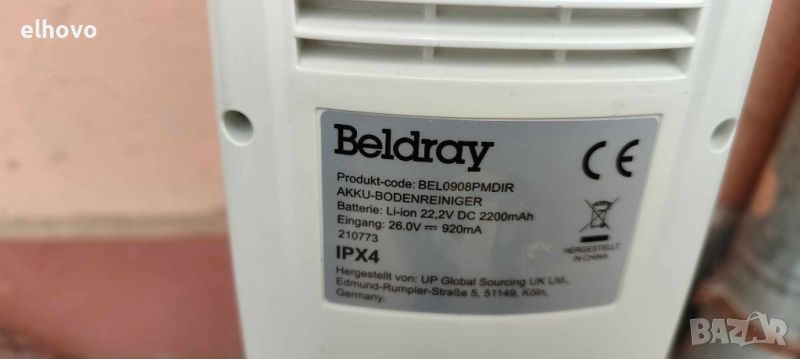 elhovo
Beldray
CE
Produkt-code: BEL0908PMDIR
AKKU-BODENREINIGER
Batterie: Li-ion 22,2V DC 2200mAh
Eingang: 26.0V ⎓ 920mA
210773
IPX4
HERGESTELLT
IN CHINA
Hergestellt von: UP Global Sourcing UK Ltd.,
Edmund-Rumpler-Straße 5, 51149, Köln,
Germany.
BAZAR